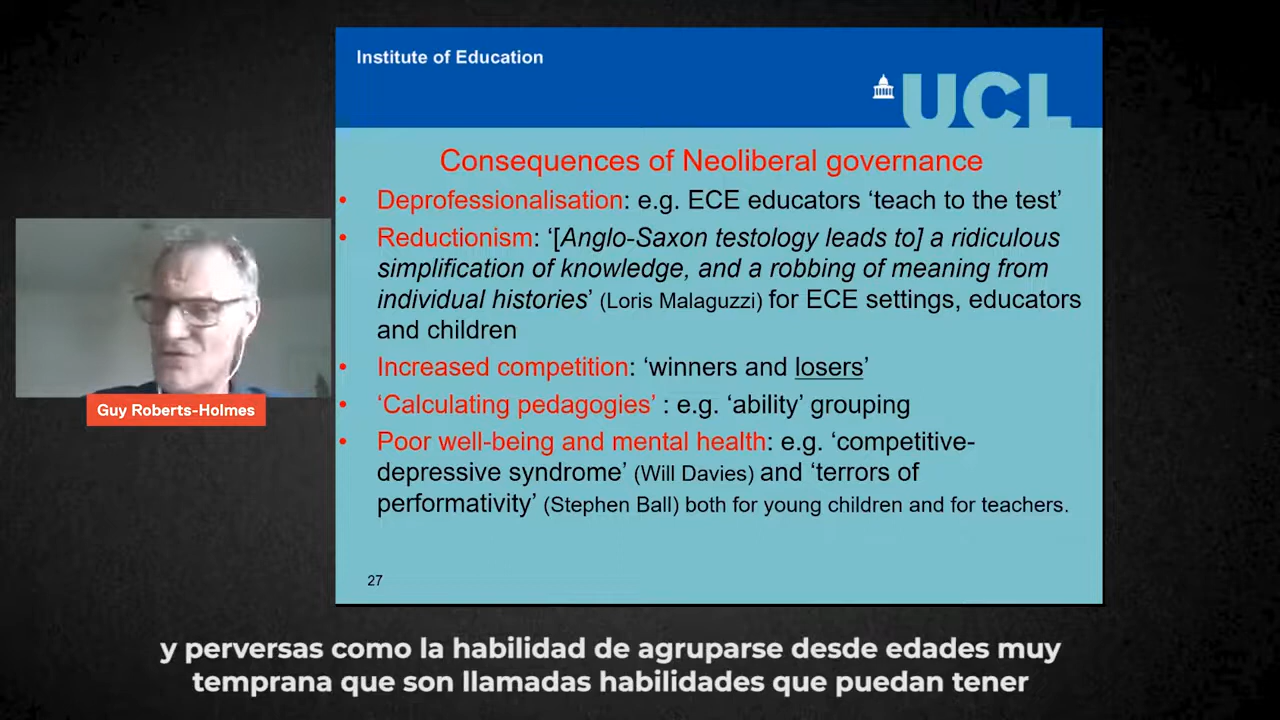 Institute of Education
UCL
Consequences of Neoliberal governance
• Deprofessionalisation: e.g. ECE educators ‘teach to the test’
• Reductionism: ‘[Anglo-Saxon testology leads to] a ridiculous
simplification of knowledge, and a robbing of meaning from
individual histories’ (Loris Malaguzzi) for ECE settings, educators
and children
• Increased competition: ‘winners and losers’
• ‘Calculating pedagogies’ : e.g. ‘ability’ grouping
• Poor well-being and mental health: e.g. ‘competitive-
depressive syndrome’ (Will Davies) and ‘terrors of
performativity’ (Stephen Ball) both for young children and for teachers.
27
Guy Roberts-Holmes
y perversas como la habilidad de agruparse desde edades muy
temprana que son llamadas habilidades que puedan tener